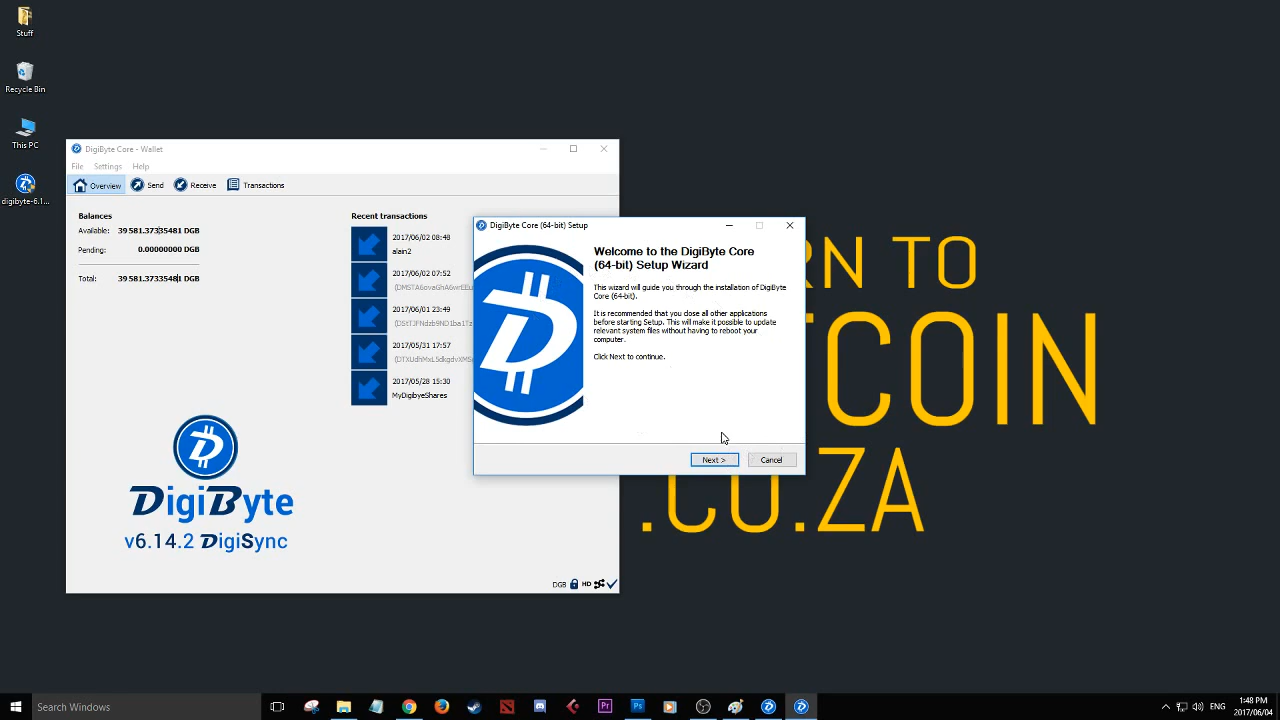 Stuff
Recycle Bin
This PC
digibyte-6.1...
DigiByte Core - Wallet
File Settings Help
Overview Send Receive Transactions
Balances
Available: 39 581.37335481 DGB
Pending: 0.00000000 DGB
Total: 39 581.37335481 DGB
Recent transactions
2017/06/02 08:48
alain2
2017/06/02 07:52
2017/06/01 23:49
2017/05/31 17:57
2017/05/28 15:30
MyDigibyeShares
DigiByte
v6.14.2 DigiSync
DGB HD
DigiByte Core (64-bit) Setup
Welcome to the DigiByte Core
(64-bit) Setup Wizard
This wizard will guide you through the installation of DigiByte
Core (64-bit).
It is recommended that you close all other applications
before starting Setup. This will make it possible to update
relevant system files without having to reboot your
computer.
Click Next to continue.
Next > Cancel
RN TO
TCOIN
.CO.ZA
Search Windows
ENG
1:48 PM
2017/06/04